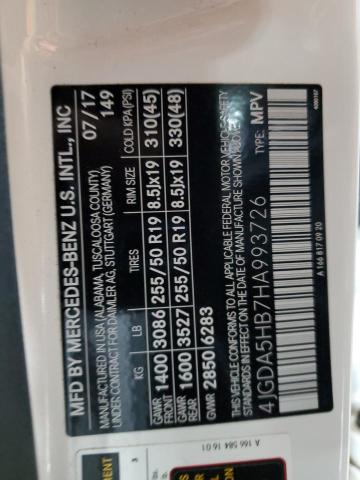 MFD BY MERCEDES-BENZ U.S. INTL., INC
MANUFACTURED IN USA (ALABAMA, TUSCALOOSA COUNTY)
UNDER CONTRACT FOR DAIMLER AG, STUTTGART (GERMANY)
07/17
149
KG LB TIRES RIM SIZE COLD KPA(PSI)
GAWR FRONT 1400 3086 255/50 R19 8.5Jx19 310(45)
GAWR REAR 1600 3527 255/50 R19 8.5Jx19 330(48)
GVWR 2850 6283
THIS VEHICLE CONFORMS TO ALL APPLICABLE FEDERAL MOTOR VEHICLE SAFETY
STANDARDS IN EFFECT ON THE DATE OF MANUFACTURE SHOWN ABOVE.
4JGDA5HB7HA993726 TYPE: MPV
A 166 817 09 20
A 166 584 16 01
3